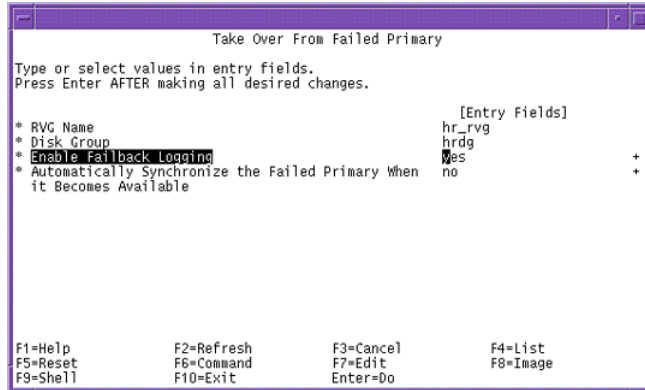 Take Over From Failed Primary
Type or select values in entry fields.
Press Enter AFTER making all desired changes.
[Entry Fields]
* RVG Name hr_rvg
* Disk Group hrdg
* Enable Failback Logging yes +
* Automatically Synchronize the Failed Primary When no +
it Becomes Available
F1=Help F2=Refresh F3=Cancel F4=List
F5=Reset F6=Command F7=Edit F8=Image
F9=Shell F10=Exit Enter=Do